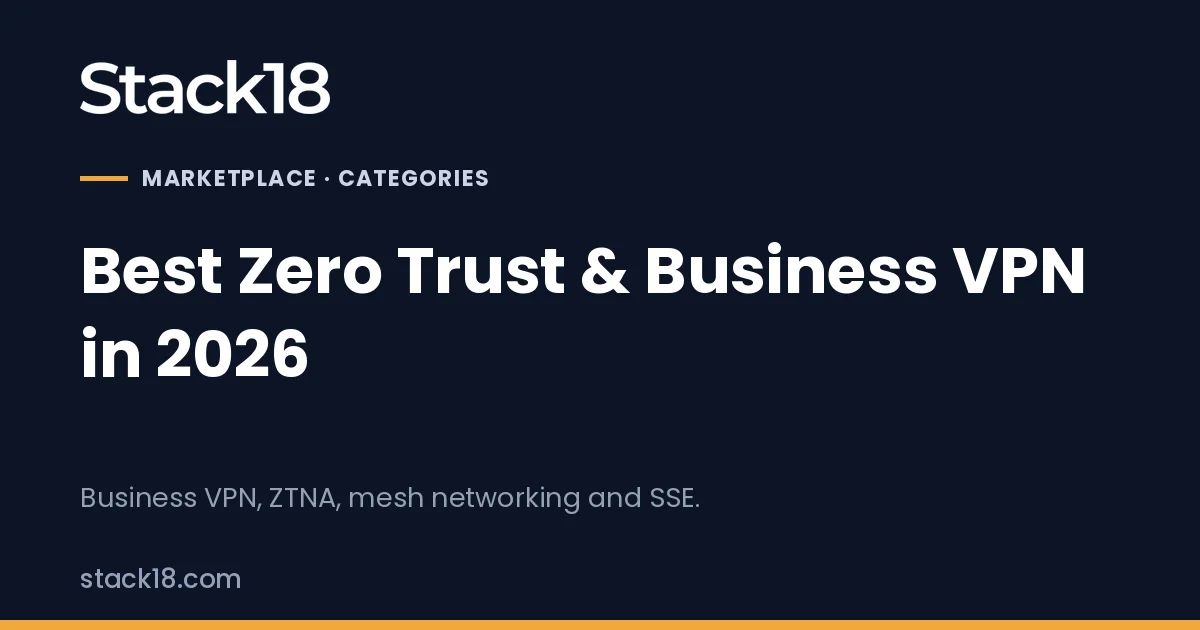 Stack18
MARKETPLACE · CATEGORIES
Best Zero Trust & Business VPN
in 2026
Business VPN, ZTNA, mesh networking and SSE.
stack18.com